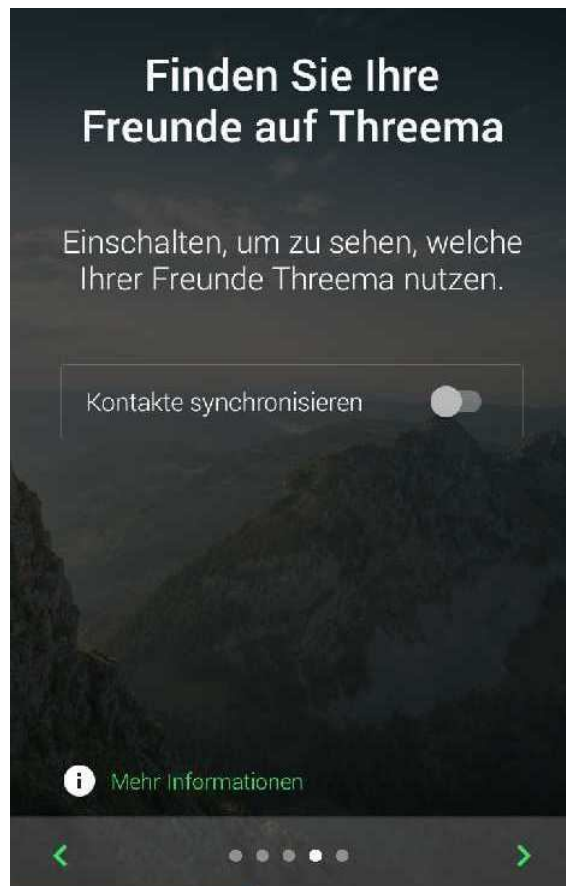 Finden Sie Ihre
Freunde auf Threema
Einschalten, um zu sehen, welche
Ihrer Freunde Threema nutzen.
Kontakte synchronisieren
i Mehr Informationen